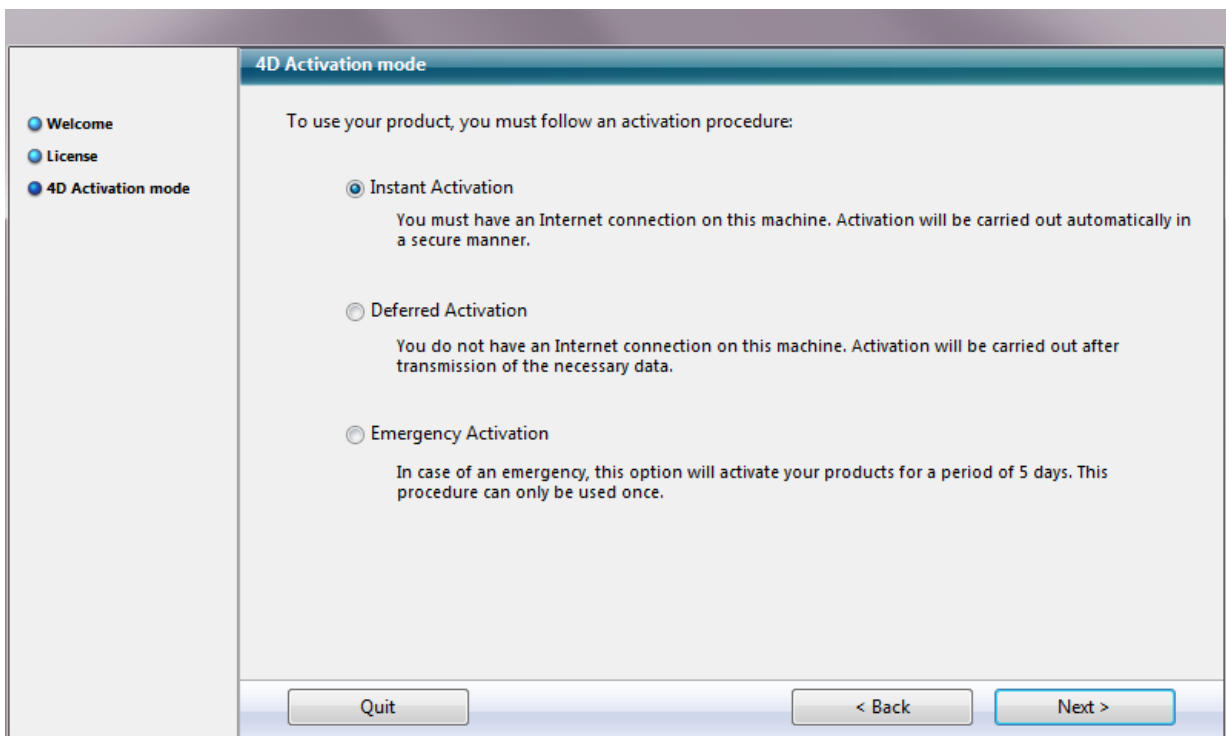 4D Activation mode
Welcome
License
4D Activation mode
To use your product, you must follow an activation procedure:
Instant Activation
You must have an Internet connection on this machine. Activation will be carried out automatically in
a secure manner.
Deferred Activation
You do not have an Internet connection on this machine. Activation will be carried out after
transmission of the necessary data.
Emergency Activation
In case of an emergency, this option will activate your products for a period of 5 days. This
procedure can only be used once.
Quit
< Back
Next >